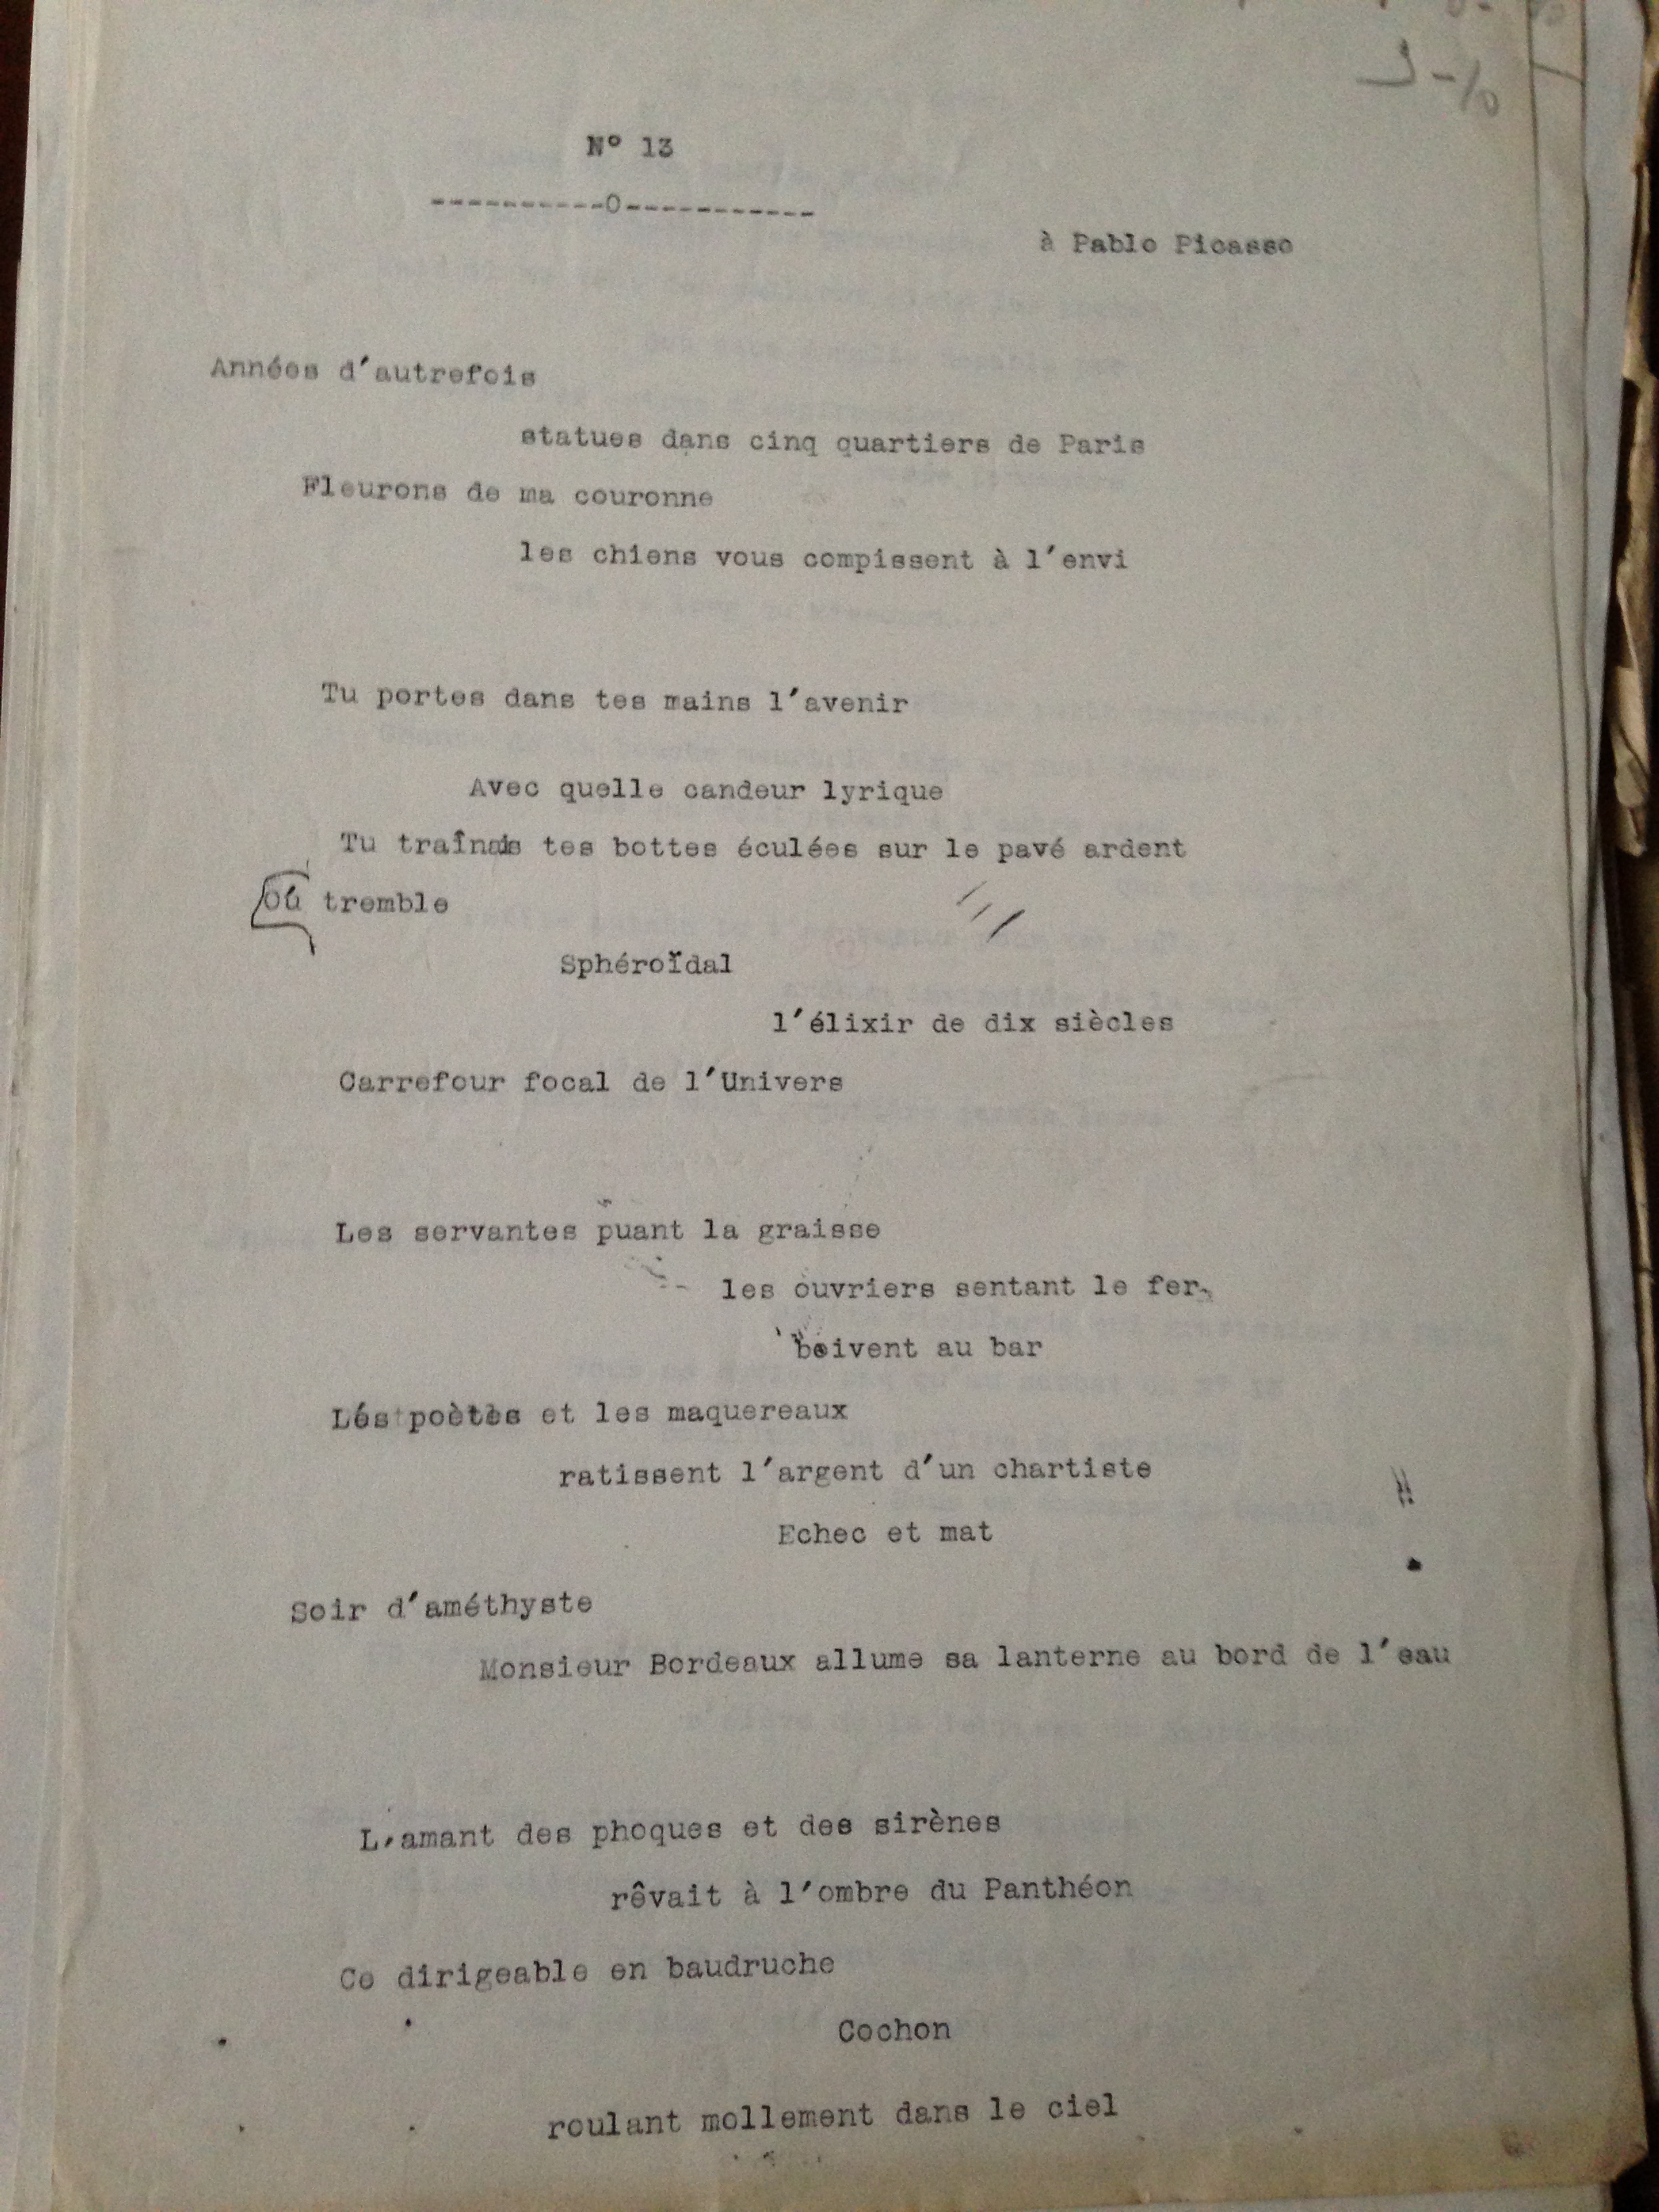 N° 13
-----------O-----------
à Pablo Picasso
Années d'autrefois
statues dans cinq quartiers de Paris
Fleurons de ma couronne
les chiens vous compissent à l'envi
Tu portes dans tes mains l'avenir
Avec quelle candeur lyrique
Tu traînes tes bottes éculées sur le pavé ardent
Où tremble
Sphéroïdal
l'élixir de dix siècles
Carrefour focal de l'Univers
Les servantes puant la graisse
les ouvriers sentant le fer
boivent au bar
Les poètes et les maquereaux
ratissent l'argent d'un chartiste
Echec et mat
Soir d'améthyste
Monsieur Bordeaux allume sa lanterne au bord de l'eau
L'amant des phoques et des sirènes
rêvait à l'ombre du Panthéon
Ce dirigeable en baudruche
Cochon
roulant mollement dans le ciel